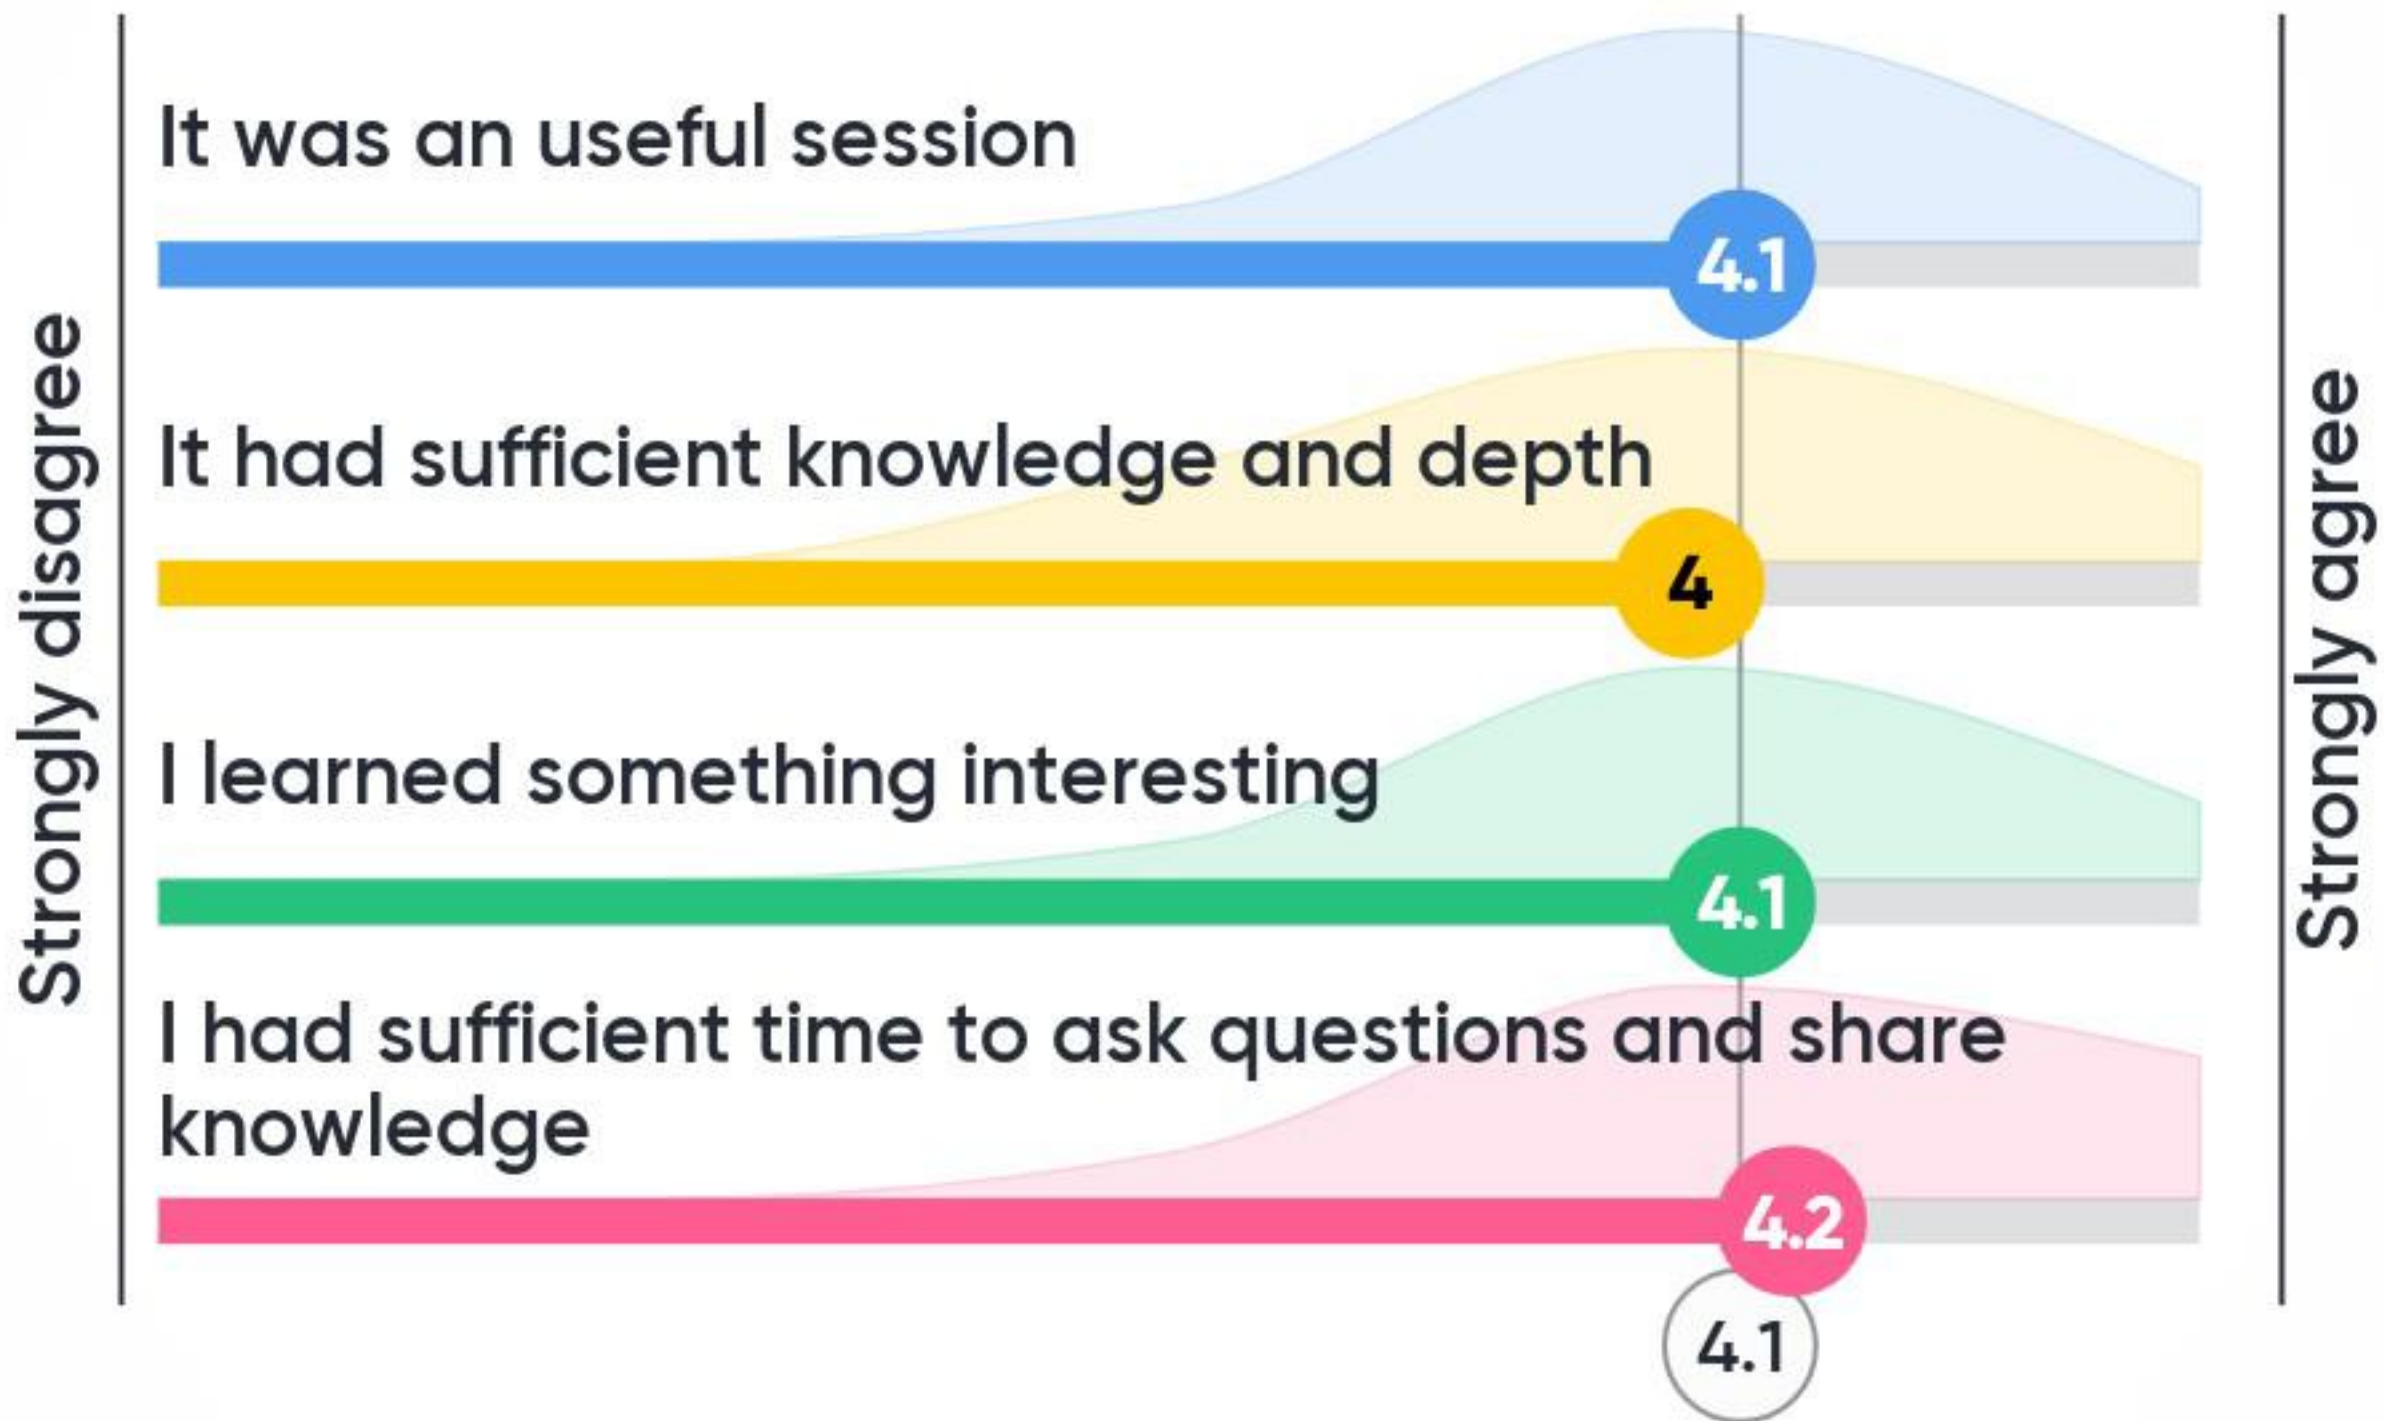 Strongly disagree
It was an useful session
4.1
It had sufficient knowledge and depth
4
I learned something interesting
4.1
I had sufficient time to ask questions and share
knowledge
4.2
4.1
Strongly agree